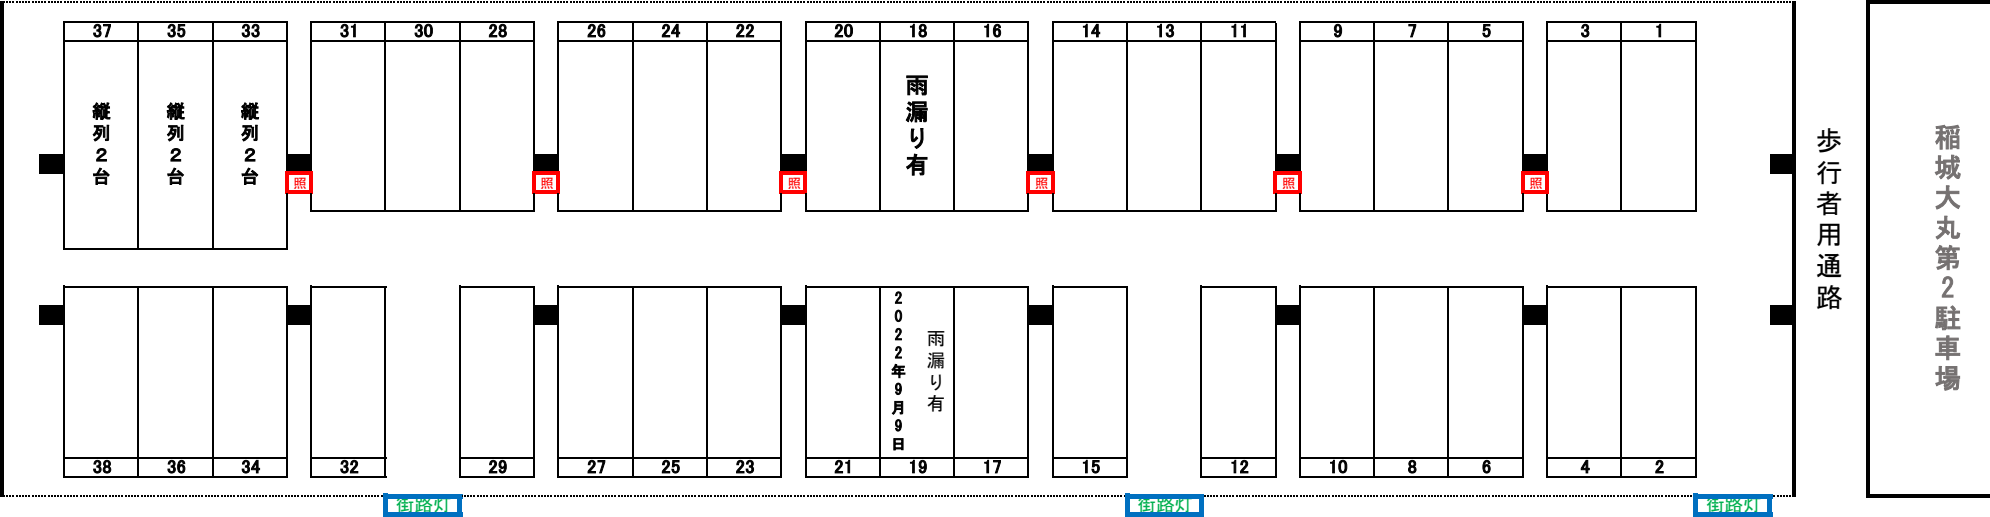 37 35 33 31 30 28 26 24 22 20 18 16 14 13 11 9 7 5 3 1
縦列2台
縦列2台
縦列2台
雨漏り有
照 照 照 照 照 照
歩行者用通路
稲城大丸第2駐車場
雨漏り有
2022年9月9日
38 36 34 32 29 27 25 23 21 19 17 15 12 10 8 6 4 2
街路灯 街路灯 街路灯